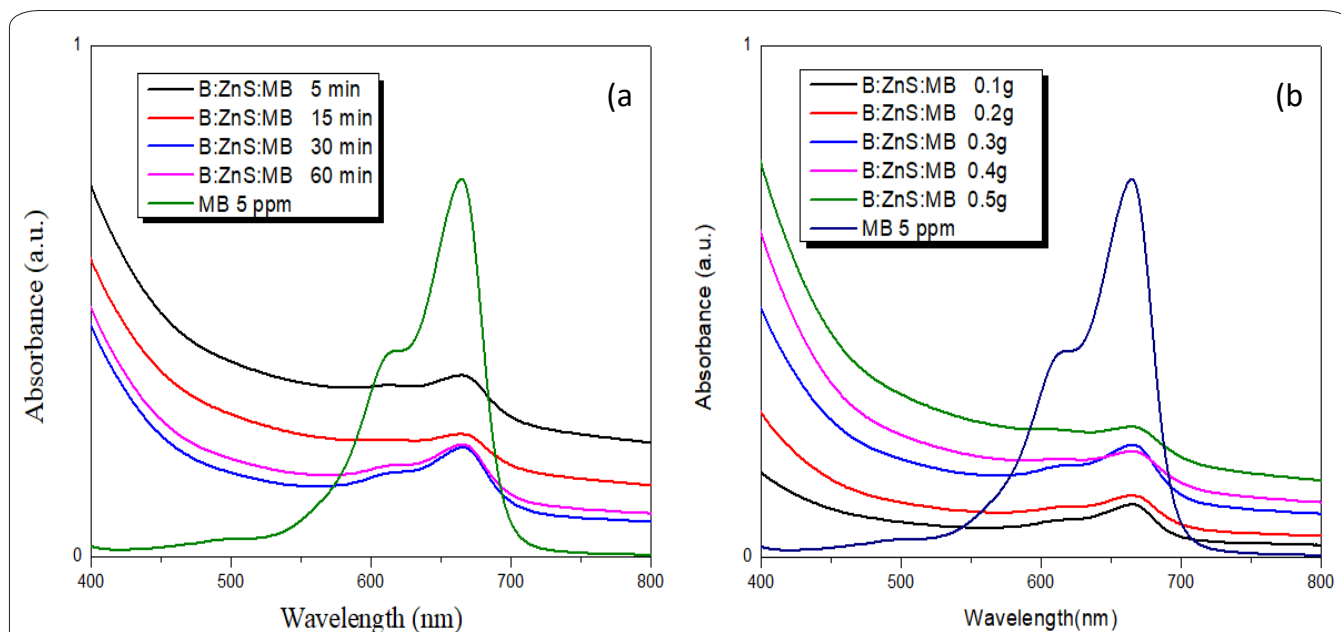 1
B:ZnS:MB 5 min
B:ZnS:MB 15 min
B:ZnS:MB 30 min
B:ZnS:MB 60 min
MB 5 ppm
(a
Absorbance (a.u.)
0
400 500 600 700 800
Wavelength (nm)
1
B:ZnS:MB 0.1g
B:ZnS:MB 0.2g
B:ZnS:MB 0.3g
B:ZnS:MB 0.4g
B:ZnS:MB 0.5g
MB 5 ppm
(b
Absorbance (a.u.)
0
400 500 600 700 800
Wavelength(nm)